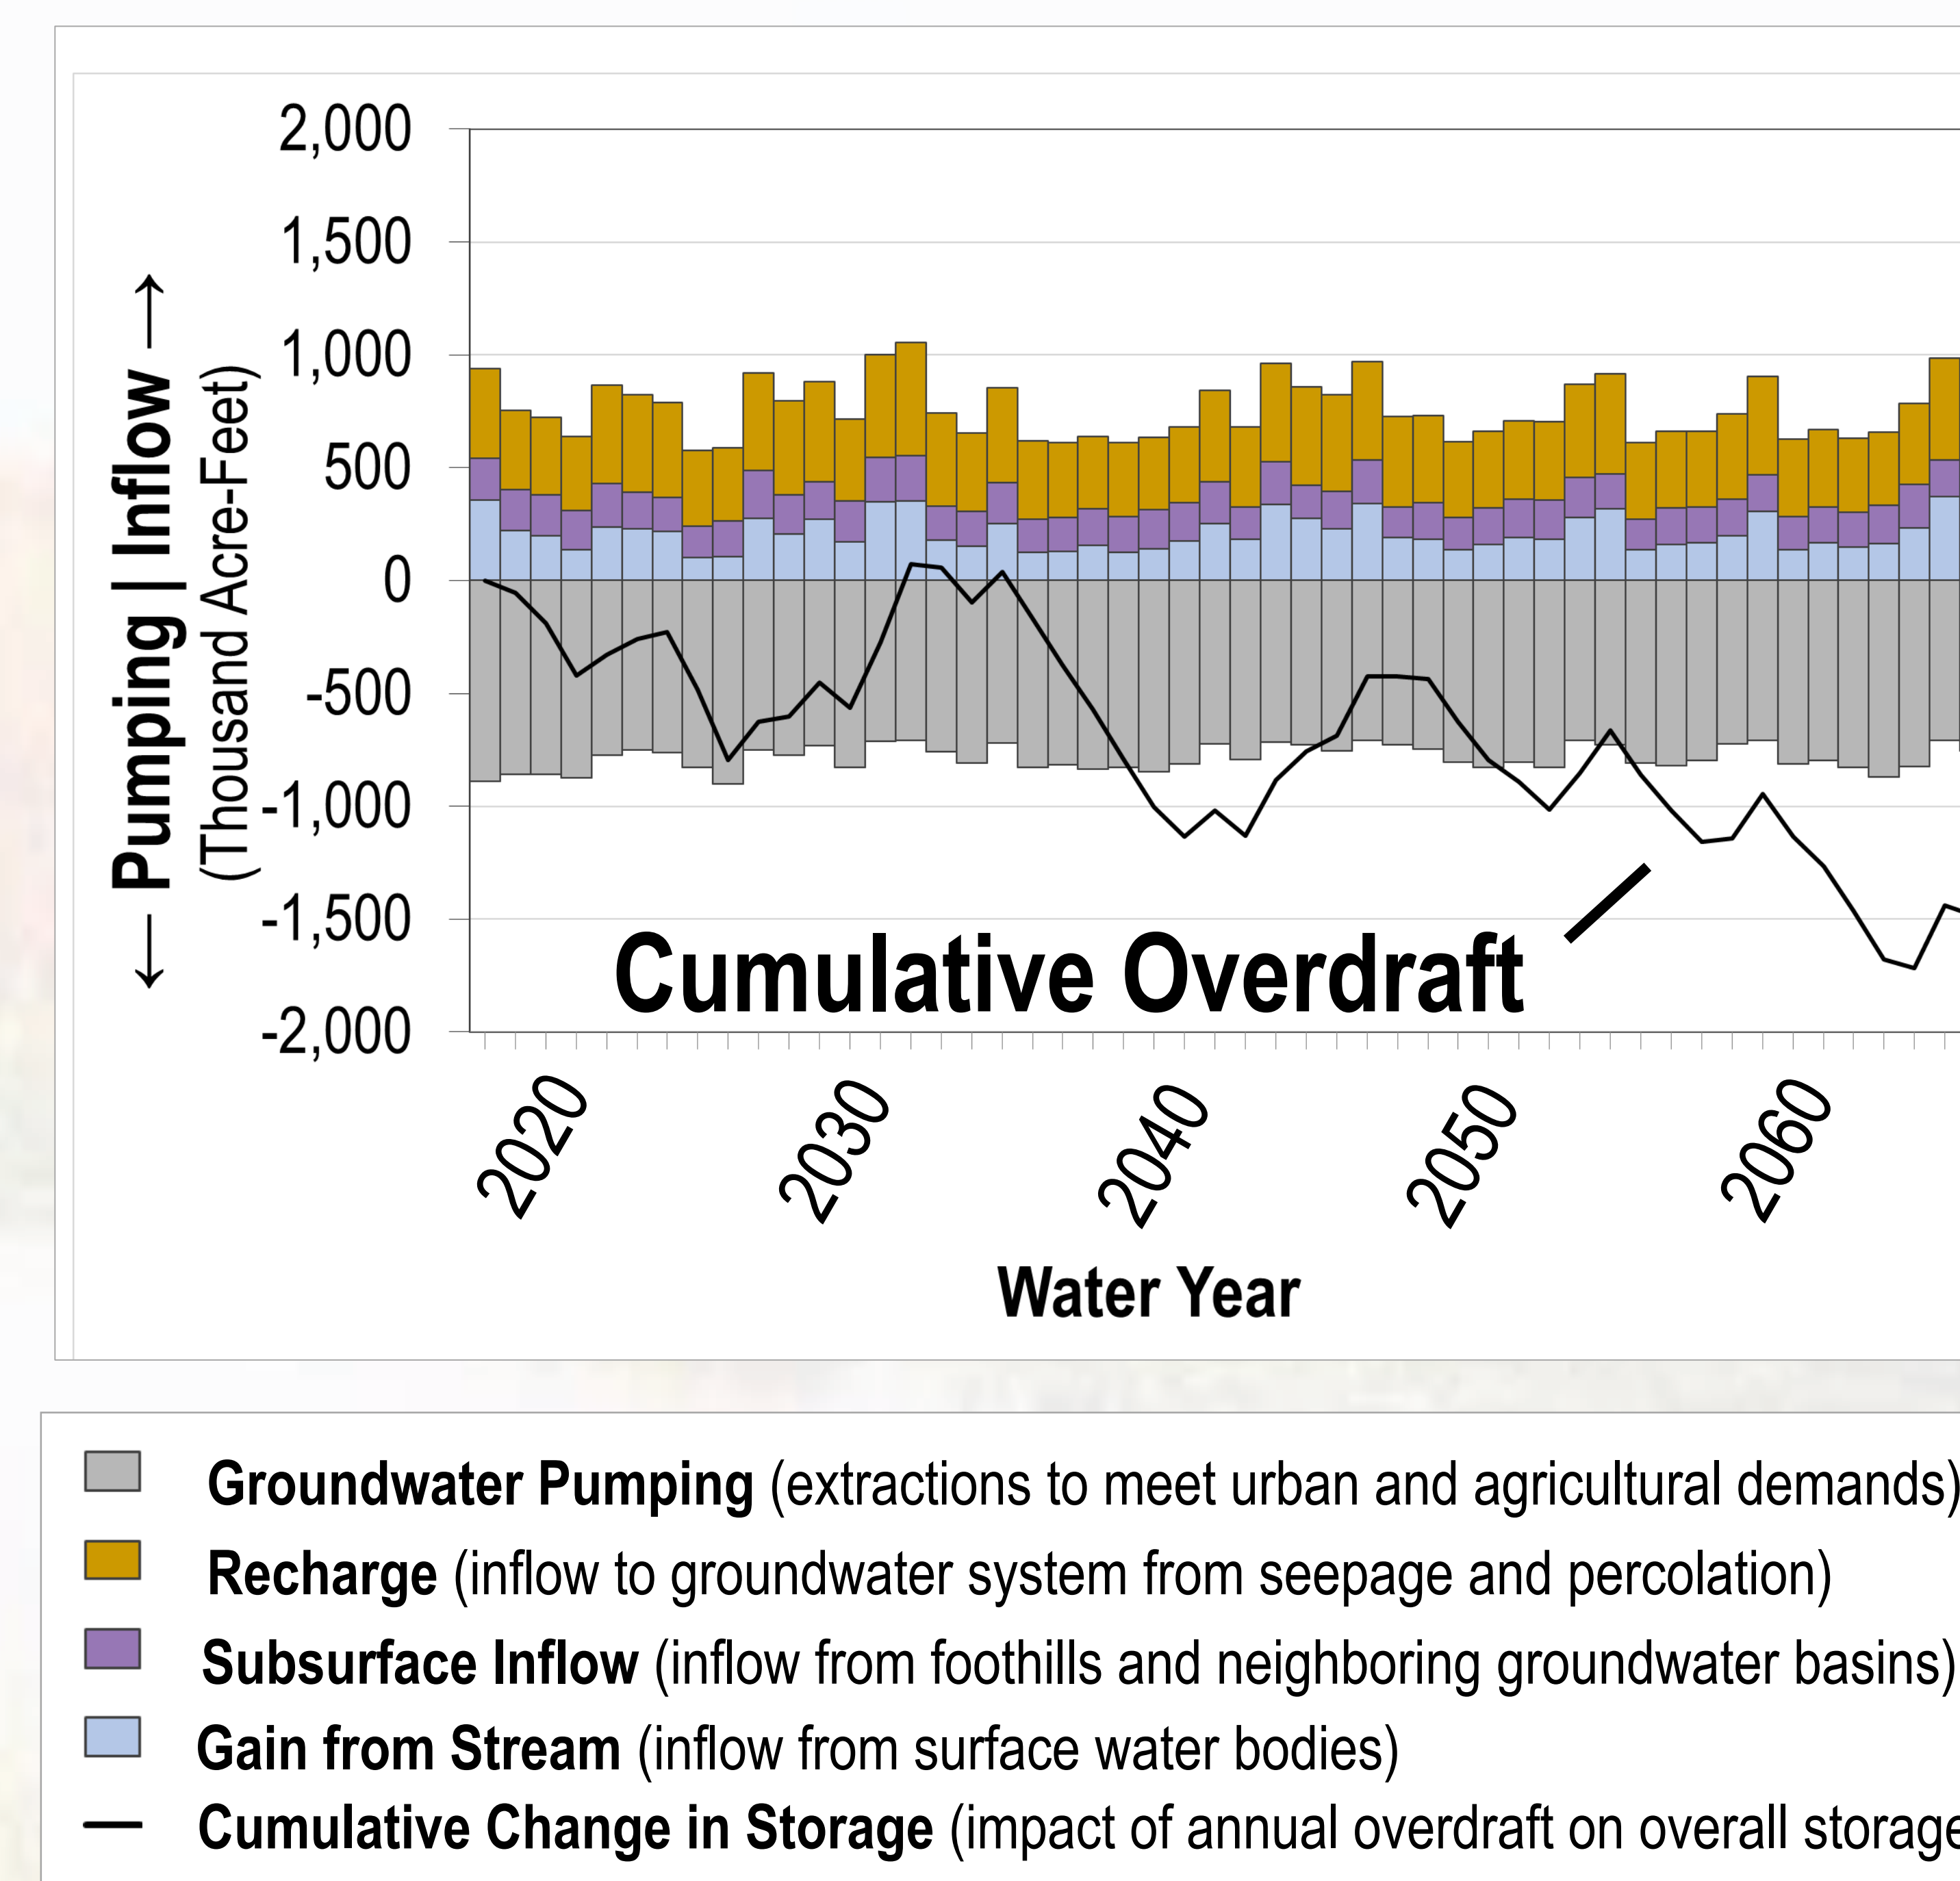 2,000
1,500
1,000
500
0
-500
-1,000
-1,500
-2,000
← Pumping | Inflow →
(Thousand Acre-Feet)
Cumulative Overdraft
2020
2030
2040
2050
2060
Water Year
Groundwater Pumping (extractions to meet urban and agricultural demands)
Recharge (inflow to groundwater system from seepage and percolation)
Subsurface Inflow (inflow from foothills and neighboring groundwater basins)
Gain from Stream (inflow from surface water bodies)
Cumulative Change in Storage (impact of annual overdraft on overall storage